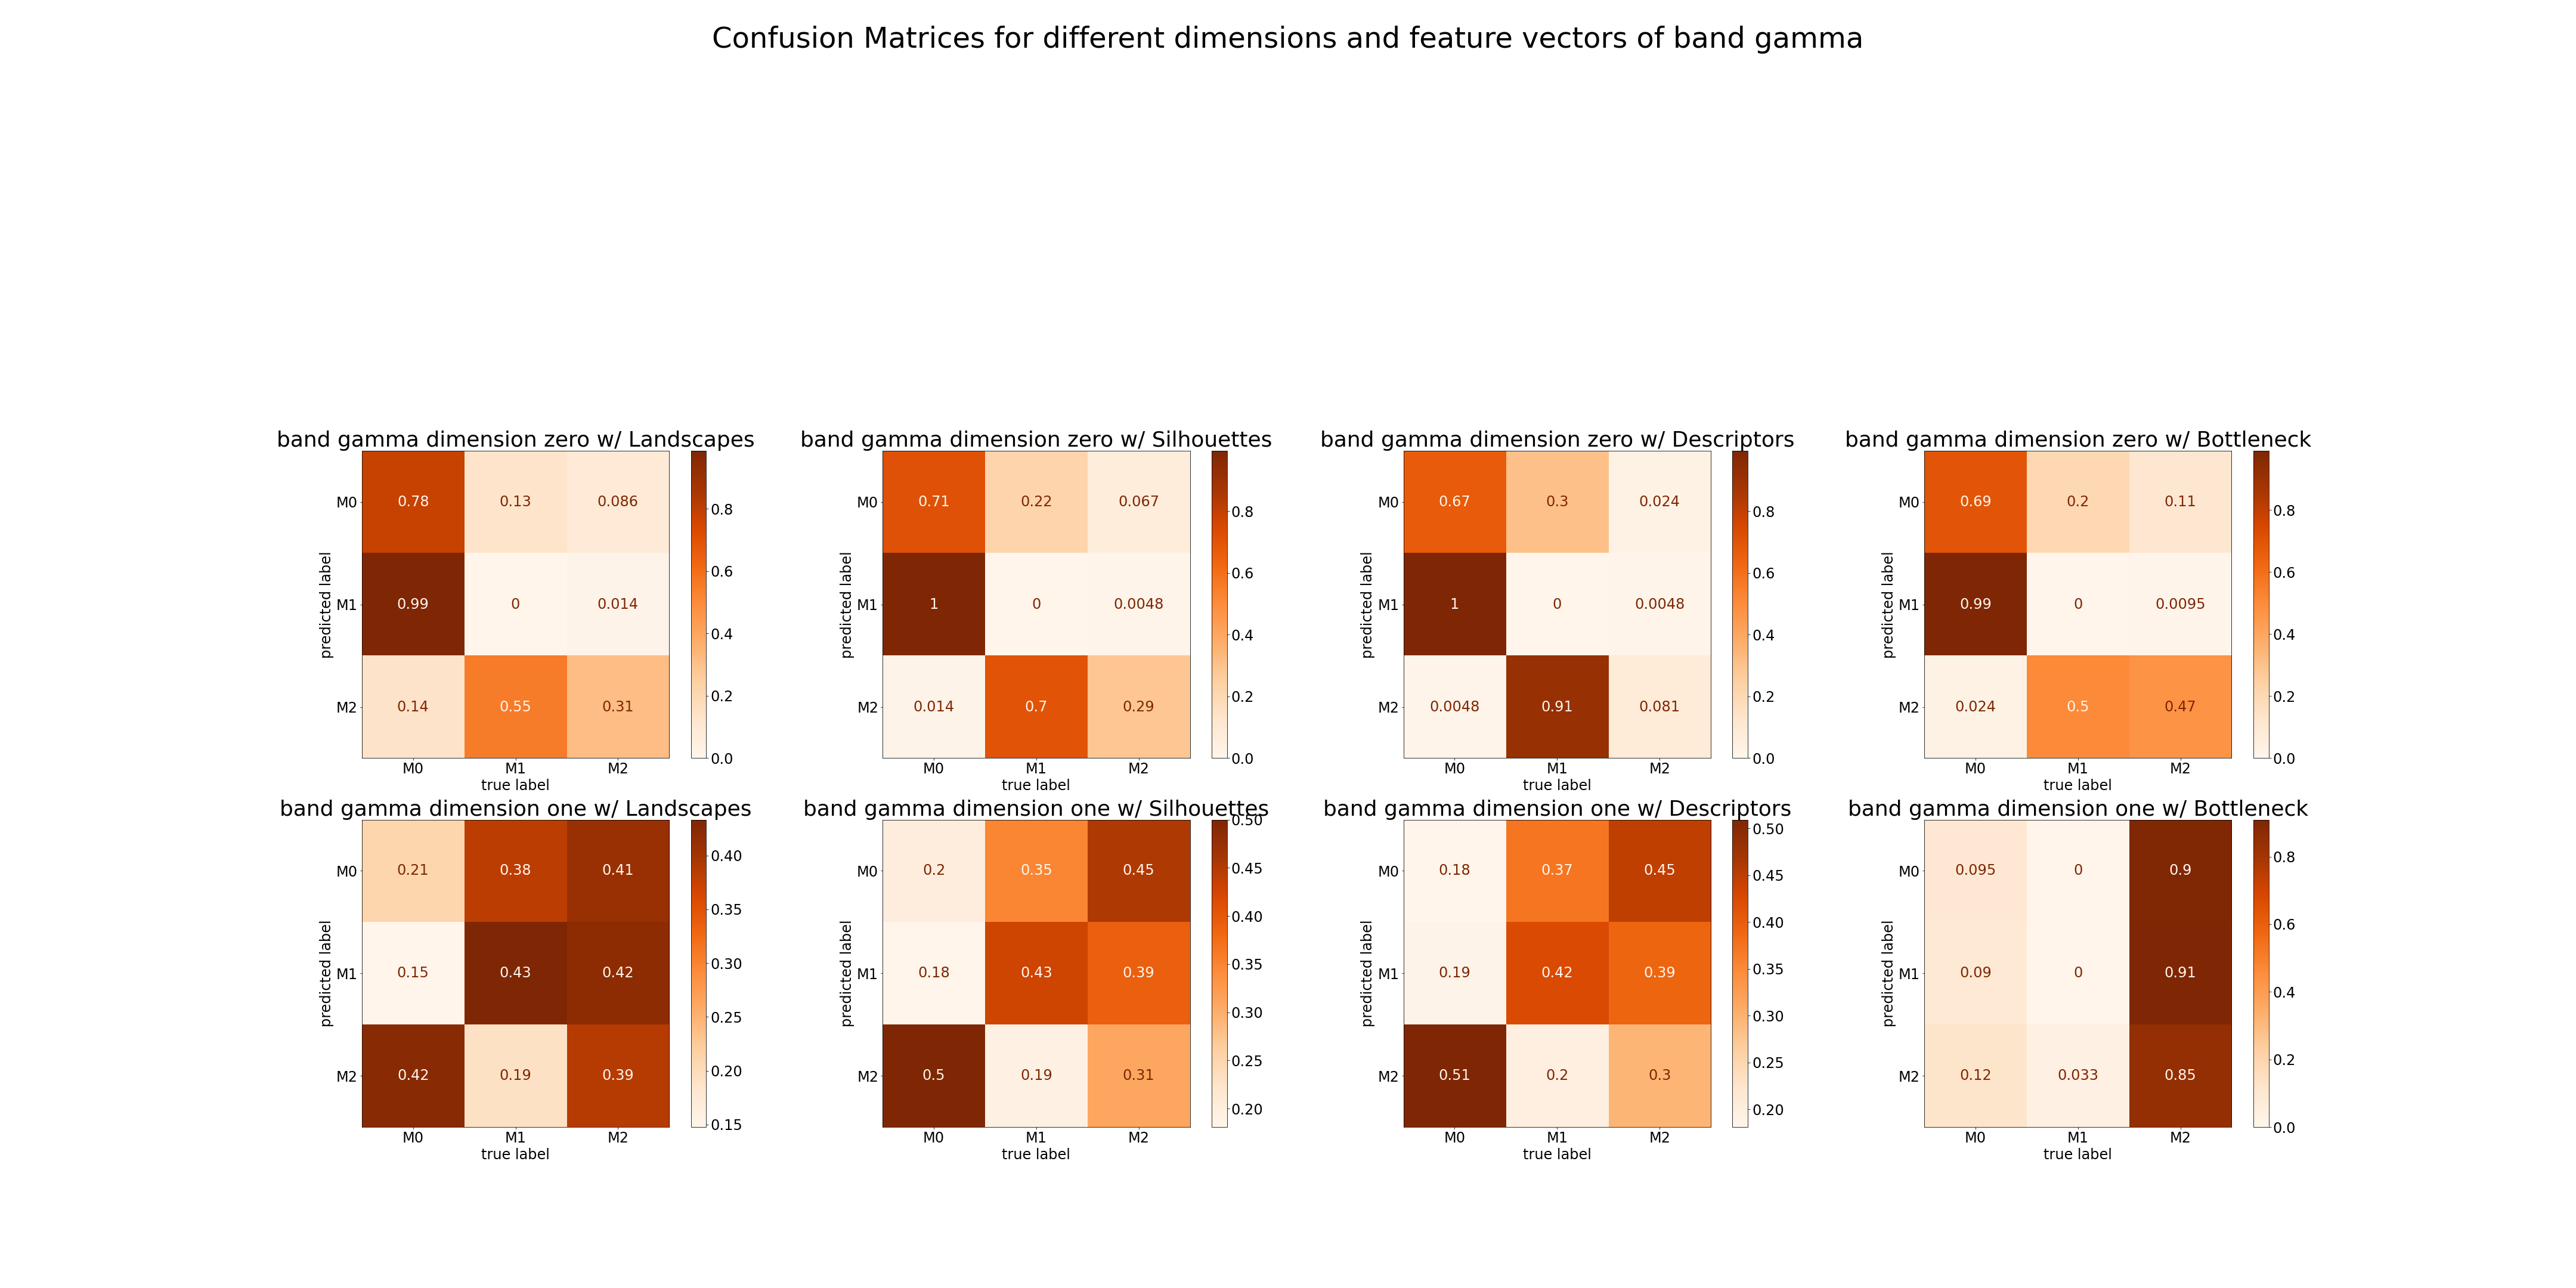 Confusion Matrices for different dimensions and feature vectors of band gamma
band gamma dimension zero w/ Landscapes
predicted label
M0 0.78 0.13 0.086
M1 0.99 0 0.014
M2 0.14 0.55 0.31
M0 M1 M2
true label
0.8
0.6
0.4
0.2
0.0
band gamma dimension zero w/ Silhouettes
predicted label
M0 0.71 0.22 0.067
M1 1 0 0.0048
M2 0.014 0.7 0.29
M0 M1 M2
true label
0.8
0.6
0.4
0.2
0.0
band gamma dimension zero w/ Descriptors
predicted label
M0 0.67 0.3 0.024
M1 1 0 0.0048
M2 0.0048 0.91 0.081
M0 M1 M2
true label
0.8
0.6
0.4
0.2
0.0
band gamma dimension zero w/ Bottleneck
predicted label
M0 0.69 0.2 0.11
M1 0.99 0 0.0095
M2 0.024 0.5 0.47
M0 M1 M2
true label
0.8
0.6
0.4
0.2
0.0
band gamma dimension one w/ Landscapes
predicted label
M0 0.21 0.38 0.41
M1 0.15 0.43 0.42
M2 0.42 0.19 0.39
M0 M1 M2
true label
0.40
0.35
0.30
0.25
0.20
0.15
band gamma dimension one w/ Silhouettes
predicted label
M0 0.2 0.35 0.45
M1 0.18 0.43 0.39
M2 0.5 0.19 0.31
M0 M1 M2
true label
0.50
0.45
0.40
0.35
0.30
0.25
0.20
band gamma dimension one w/ Descriptors
predicted label
M0 0.18 0.37 0.45
M1 0.19 0.42 0.39
M2 0.51 0.2 0.3
M0 M1 M2
true label
0.50
0.45
0.40
0.35
0.30
0.25
0.20
band gamma dimension one w/ Bottleneck
predicted label
M0 0.095 0 0.9
M1 0.09 0 0.91
M2 0.12 0.033 0.85
M0 M1 M2
true label
0.8
0.6
0.4
0.2
0.0